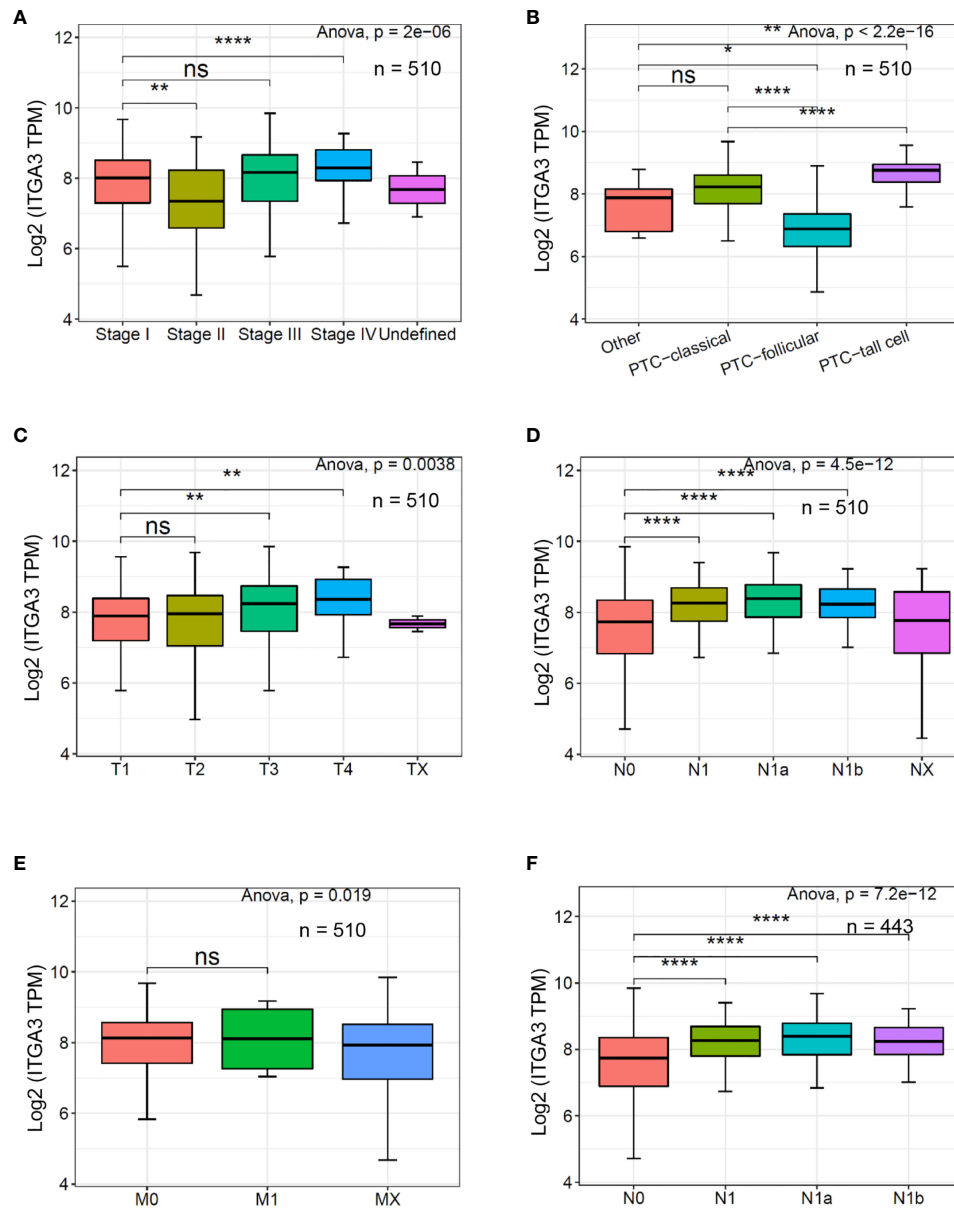 A
Anova, p = 2e−06
n = 510
****
ns
**
Log2 (ITGA3 TPM)
12
10
8
6
4
Stage I Stage II Stage III Stage IV Undefined
B
** Anova, p < 2.2e−16
n = 510
*
ns
****
****
Log2 (ITGA3 TPM)
12
10
8
6
4
Other PTC−classical PTC−follicular PTC−tall cell
C
Anova, p = 0.0038
n = 510
**
**
ns
Log2 (ITGA3 TPM)
12
10
8
6
4
T1 T2 T3 T4 TX
D
Anova, p = 4.5e−12
n = 510
****
****
****
Log2 (ITGA3 TPM)
12
10
8
6
4
N0 N1 N1a N1b NX
E
Anova, p = 0.019
n = 510
ns
Log2 (ITGA3 TPM)
12
10
8
6
4
M0 M1 MX
F
Anova, p = 7.2e−12
n = 443
****
****
****
Log2 (ITGA3 TPM)
12
10
8
6
4
N0 N1 N1a N1b